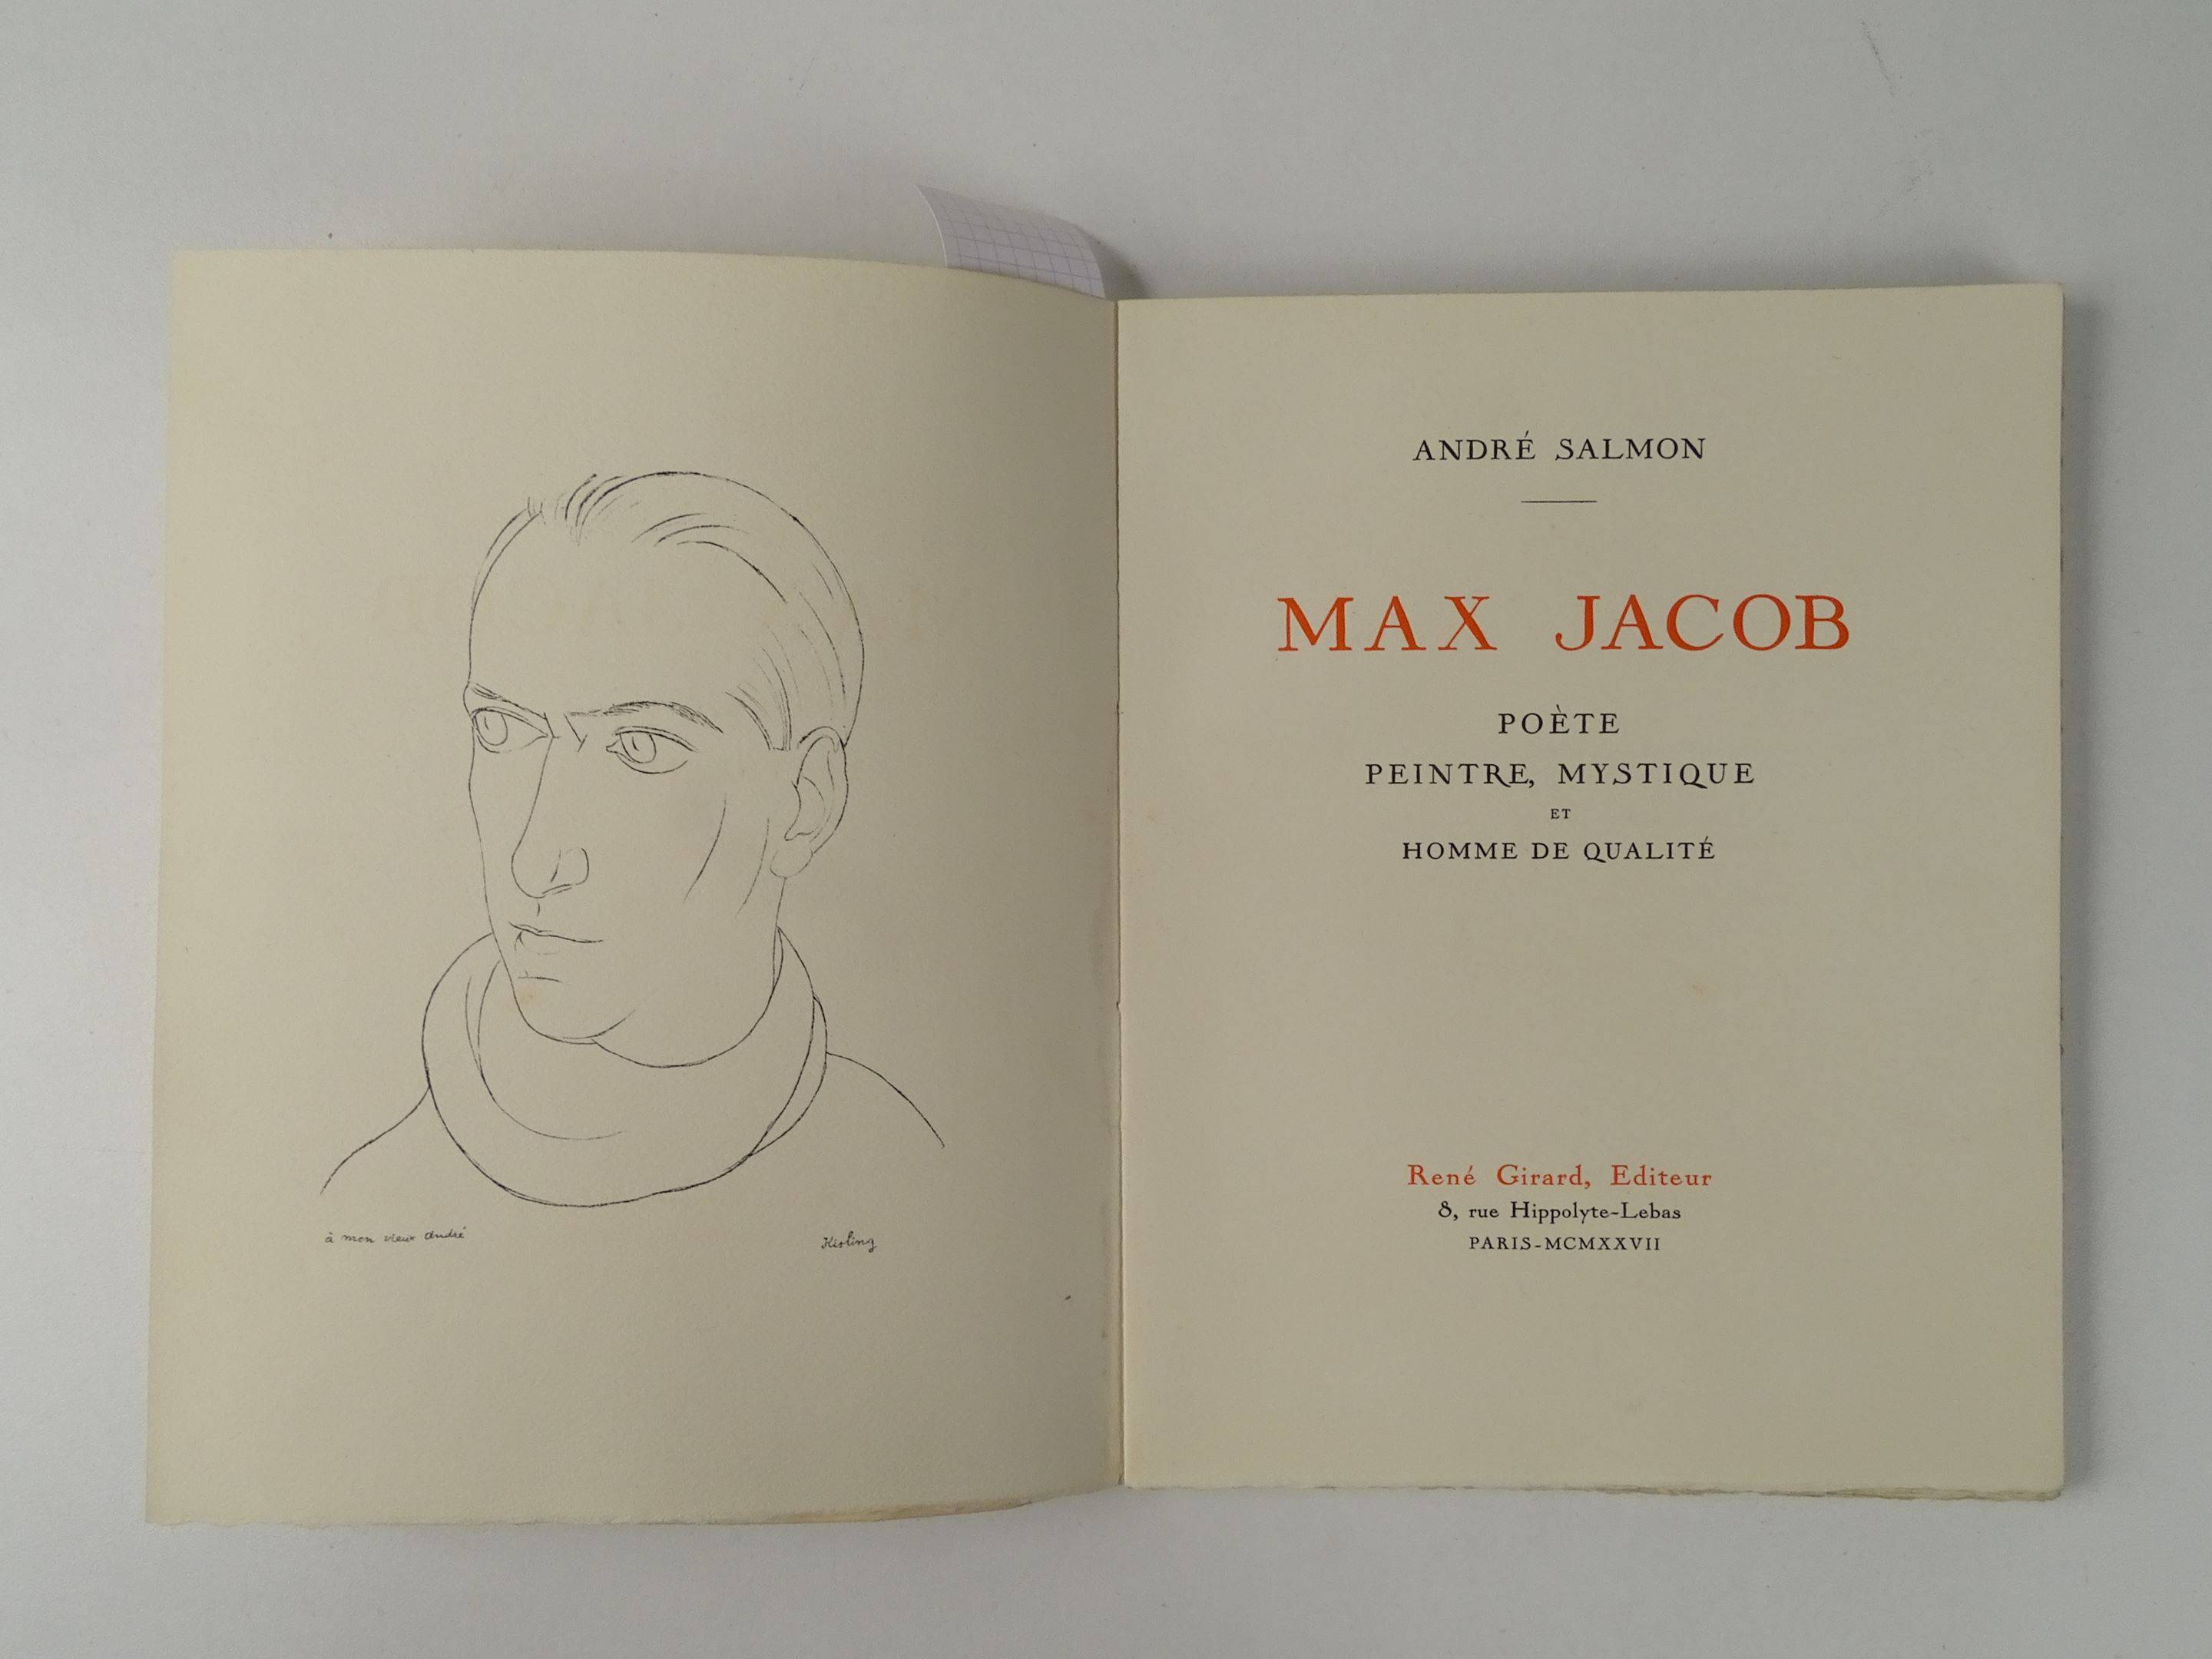 à mon vieux andré
Kisling
ANDRÉ SALMON
MAX JACOB
POÈTE
PEINTRE, MYSTIQUE
ET
HOMME DE QUALITÉ
René Girard, Editeur
8, rue Hippolyte-Lebas
PARIS-MCMXXVII